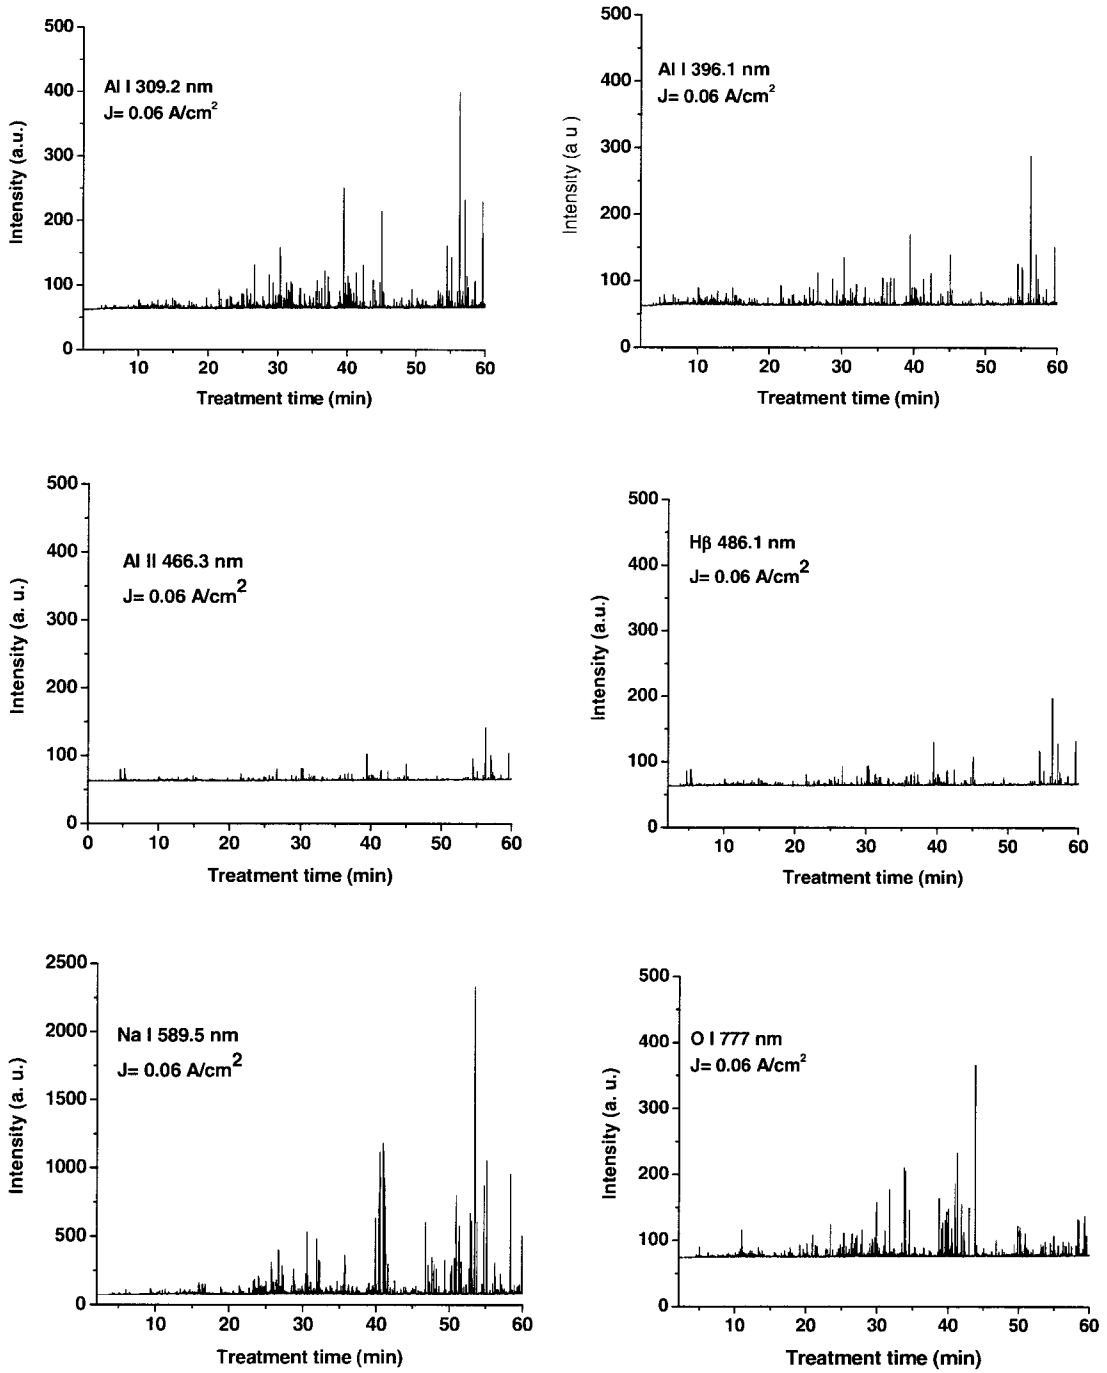 500
400
300
200
100
0
Intensity (a.u.)
Al I 309.2 nm
J= 0.06 A/cm2
10 20 30 40 50 60
Treatment time (min)
500
400
300
200
100
0
Intensity (a u )
Al I 396.1 nm
J= 0.06 A/cm2
10 20 30 40 50 60
Treatment time (min)
500
400
300
200
100
0
Intensity (a. u.)
Al II 466.3 nm
J= 0.06 A/cm2
0 10 20 30 40 50 60
Treatment time (min)
500
400
300
200
100
0
Intensity (a.u.)
Hβ 486.1 nm
J= 0.06 A/cm2
10 20 30 40 50 60
Treatment time (min)
2500
2000
1500
1000
500
0
Intensity (a. u.)
Na I 589.5 nm
J= 0.06 A/cm2
10 20 30 40 50 60
Treatment time (min)
500
400
300
200
100
0
Intensity (a. u.)
O I 777 nm
J= 0.06 A/cm2
10 20 30 40 50 60
Treatment time (min)